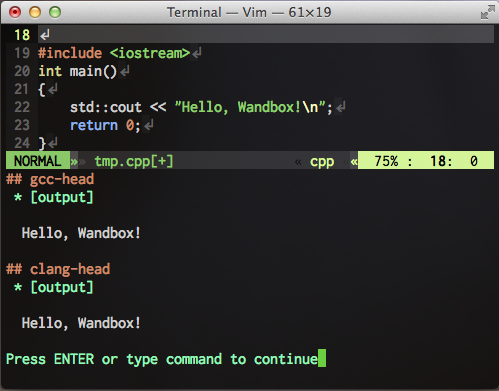 Terminal — Vim — 61×19
18 ↲
19 #include <iostream>↲
20 int main()↲
21 {↲
22     std::cout << "Hello, Wandbox!\n";↲
23     return 0;↲
24 }↲
NORMAL » » tmp.cpp[+] « cpp « 75% : 18: 0
## gcc-head
* [output]
Hello, Wandbox!
## clang-head
* [output]
Hello, Wandbox!
Press ENTER or type command to continue